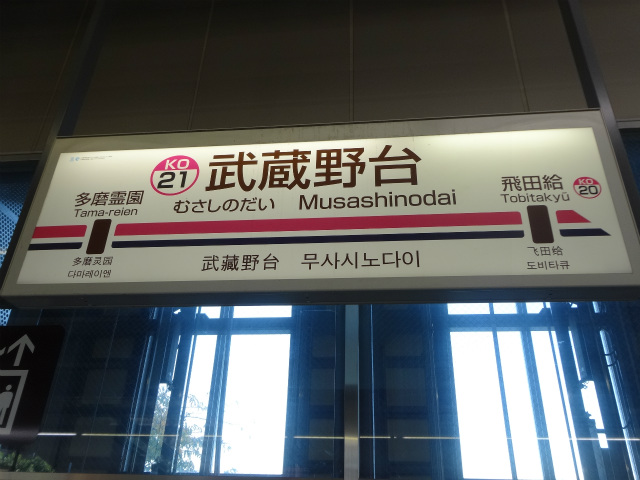 多磨霊園
Tama-reien
多磨灵园
다마레이엔
KO
21
武蔵野台
むさしのだい Musashinodai
武藏野台 무사시노다이
飛田給
Tobitakyū
KO
20
飞田给
도비타큐